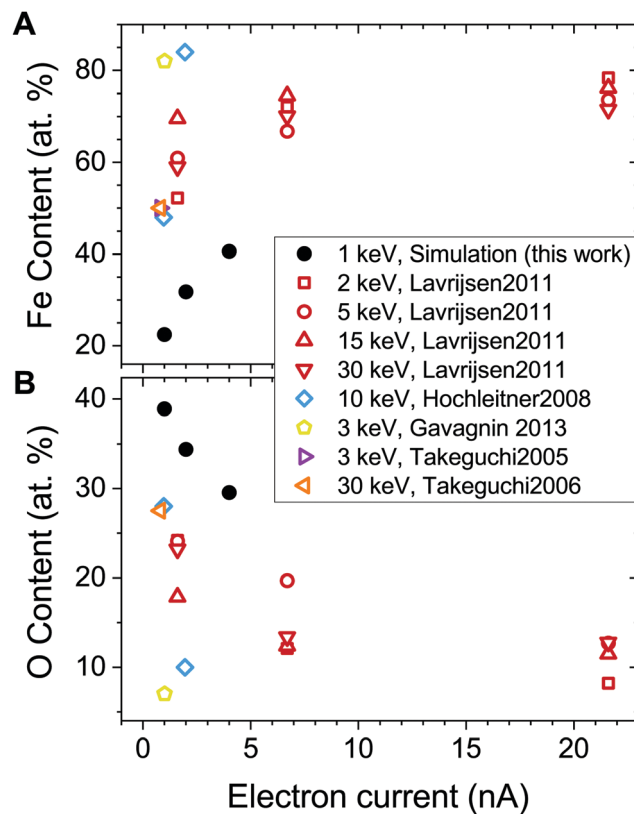 A
Fe Content (at. %)
80
60
40
20
1 keV, Simulation (this work)
2 keV, Lavrijsen2011
5 keV, Lavrijsen2011
15 keV, Lavrijsen2011
30 keV, Lavrijsen2011
10 keV, Hochleitner2008
3 keV, Gavagnin 2013
3 keV, Takeguchi2005
30 keV, Takeguchi2006
B
O Content (at. %)
40
30
20
10
0 5 10 15 20
Electron current (nA)